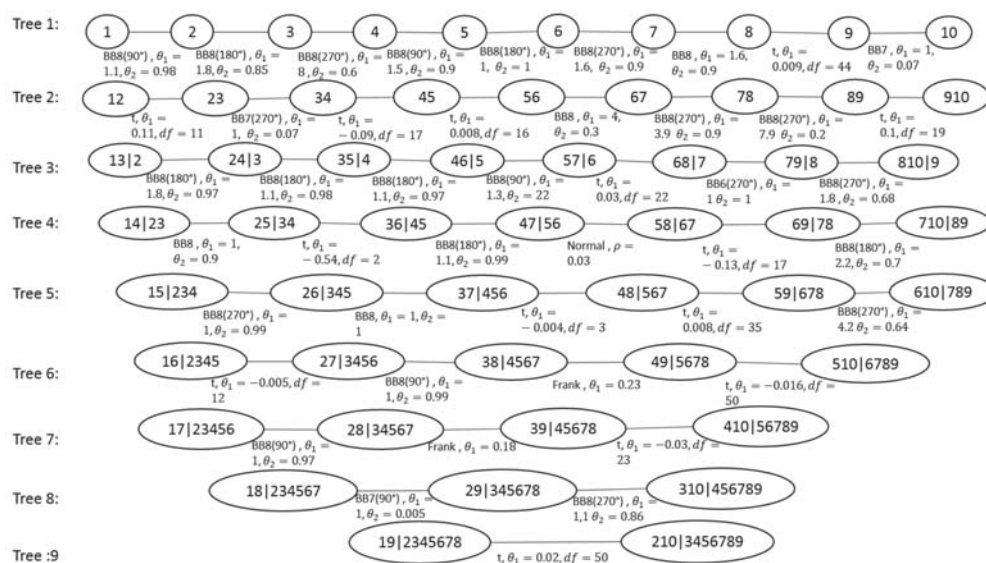 Tree 1: 1 2 3 4 5 6 7 8 9 10
BB8(90°) , θ₁ = BB8(180°) , θ₁ = BB8(270°) , θ₁ = BB8(90°) , θ₁ = BB8(180°) , θ₁ = BB8(270°) , θ₁ = BB8 , θ₁ = 1.6, t, θ₁ = BB7 , θ₁ = 1,
1.1, θ₂ = 0.98 1.8, θ₂ = 0.85 8 , θ₂ = 0.6 1.5, θ₂ = 0.9 1, θ₂ = 1 1.6, θ₂ = 0.9 θ₂ = 0.9 0.009, df = 44 θ₂ = 0.07
Tree 2: 12 23 34 45 56 67 78 89 910
t, θ₁ = BB7(270°) , θ₁ = t, θ₁ = t, θ₁ = BB8 , θ₁ = 4, BB8(270°) , θ₁ = BB8(270°) , θ₁ = t, θ₁ =
0.11, df = 11 1, θ₂ = 0.07 − 0.09, df = 17 0.008, df = 16 θ₂ = 0.3 3.9 θ₂ = 0.9 7.9 θ₂ = 0.2 0.1, df = 19
Tree 3: 13|2 24|3 35|4 46|5 57|6 68|7 79|8 810|9
BB8(180°) , θ₁ = BB8(180°) , θ₁ = BB8(180°) , θ₁ = BB8(90°) , θ₁ = t, θ₁ = BB6(270°) , θ₁ = BB8(270°) , θ₁ =
1.8, θ₂ = 0.97 1.1, θ₂ = 0.98 1.1, θ₂ = 0.97 1.3, θ₂ = 22 0.03, df = 22 1 θ₂ = 1 1.8, θ₂ = 0.68
Tree 4: 14|23 25|34 36|45 47|56 58|67 69|78 710|89
BB8 , θ₁ = 1, t, θ₁ = BB8(180°) , θ₁ = Normal , ρ = t, θ₁ = BB8(180°) , θ₁ =
θ₂ = 0.9 − 0.54, df = 2 1.1, θ₂ = 0.99 0.03 − 0.13, df = 17 2.2, θ₂ = 0.7
Tree 5: 15|234 26|345 37|456 48|567 59|678 610|789
BB8(270°) , θ₁ = BB8, θ₁ = 1, θ₂ = t, θ₁ = t, θ₁ = BB8(270°) , θ₁ =
1, θ₂ = 0.99 1 − 0.004, df = 3 0.008, df = 35 4.2 θ₂ = 0.64
Tree 6: 16|2345 27|3456 38|4567 49|5678 510|6789
t, θ₁ = −0.005, df = BB8(90°) , θ₁ = Frank , θ₁ = 0.23 t, θ₁ = −0.016, df =
12 1, θ₂ = 0.99 50
Tree 7: 17|23456 28|34567 39|45678 410|56789
BB8(90°) , θ₁ = Frank , θ₁ = 0.18 t, θ₁ = −0.03, df =
1, θ₂ = 0.97 23
Tree 8: 18|234567 29|345678 310|456789
BB7(90°) , θ₁ = BB8(270°) , θ₁ =
1, θ₂ = 0.005 1,1 θ₂ = 0.86
Tree :9 19|2345678 210|3456789
t, θ₁ = 0.02, df = 50